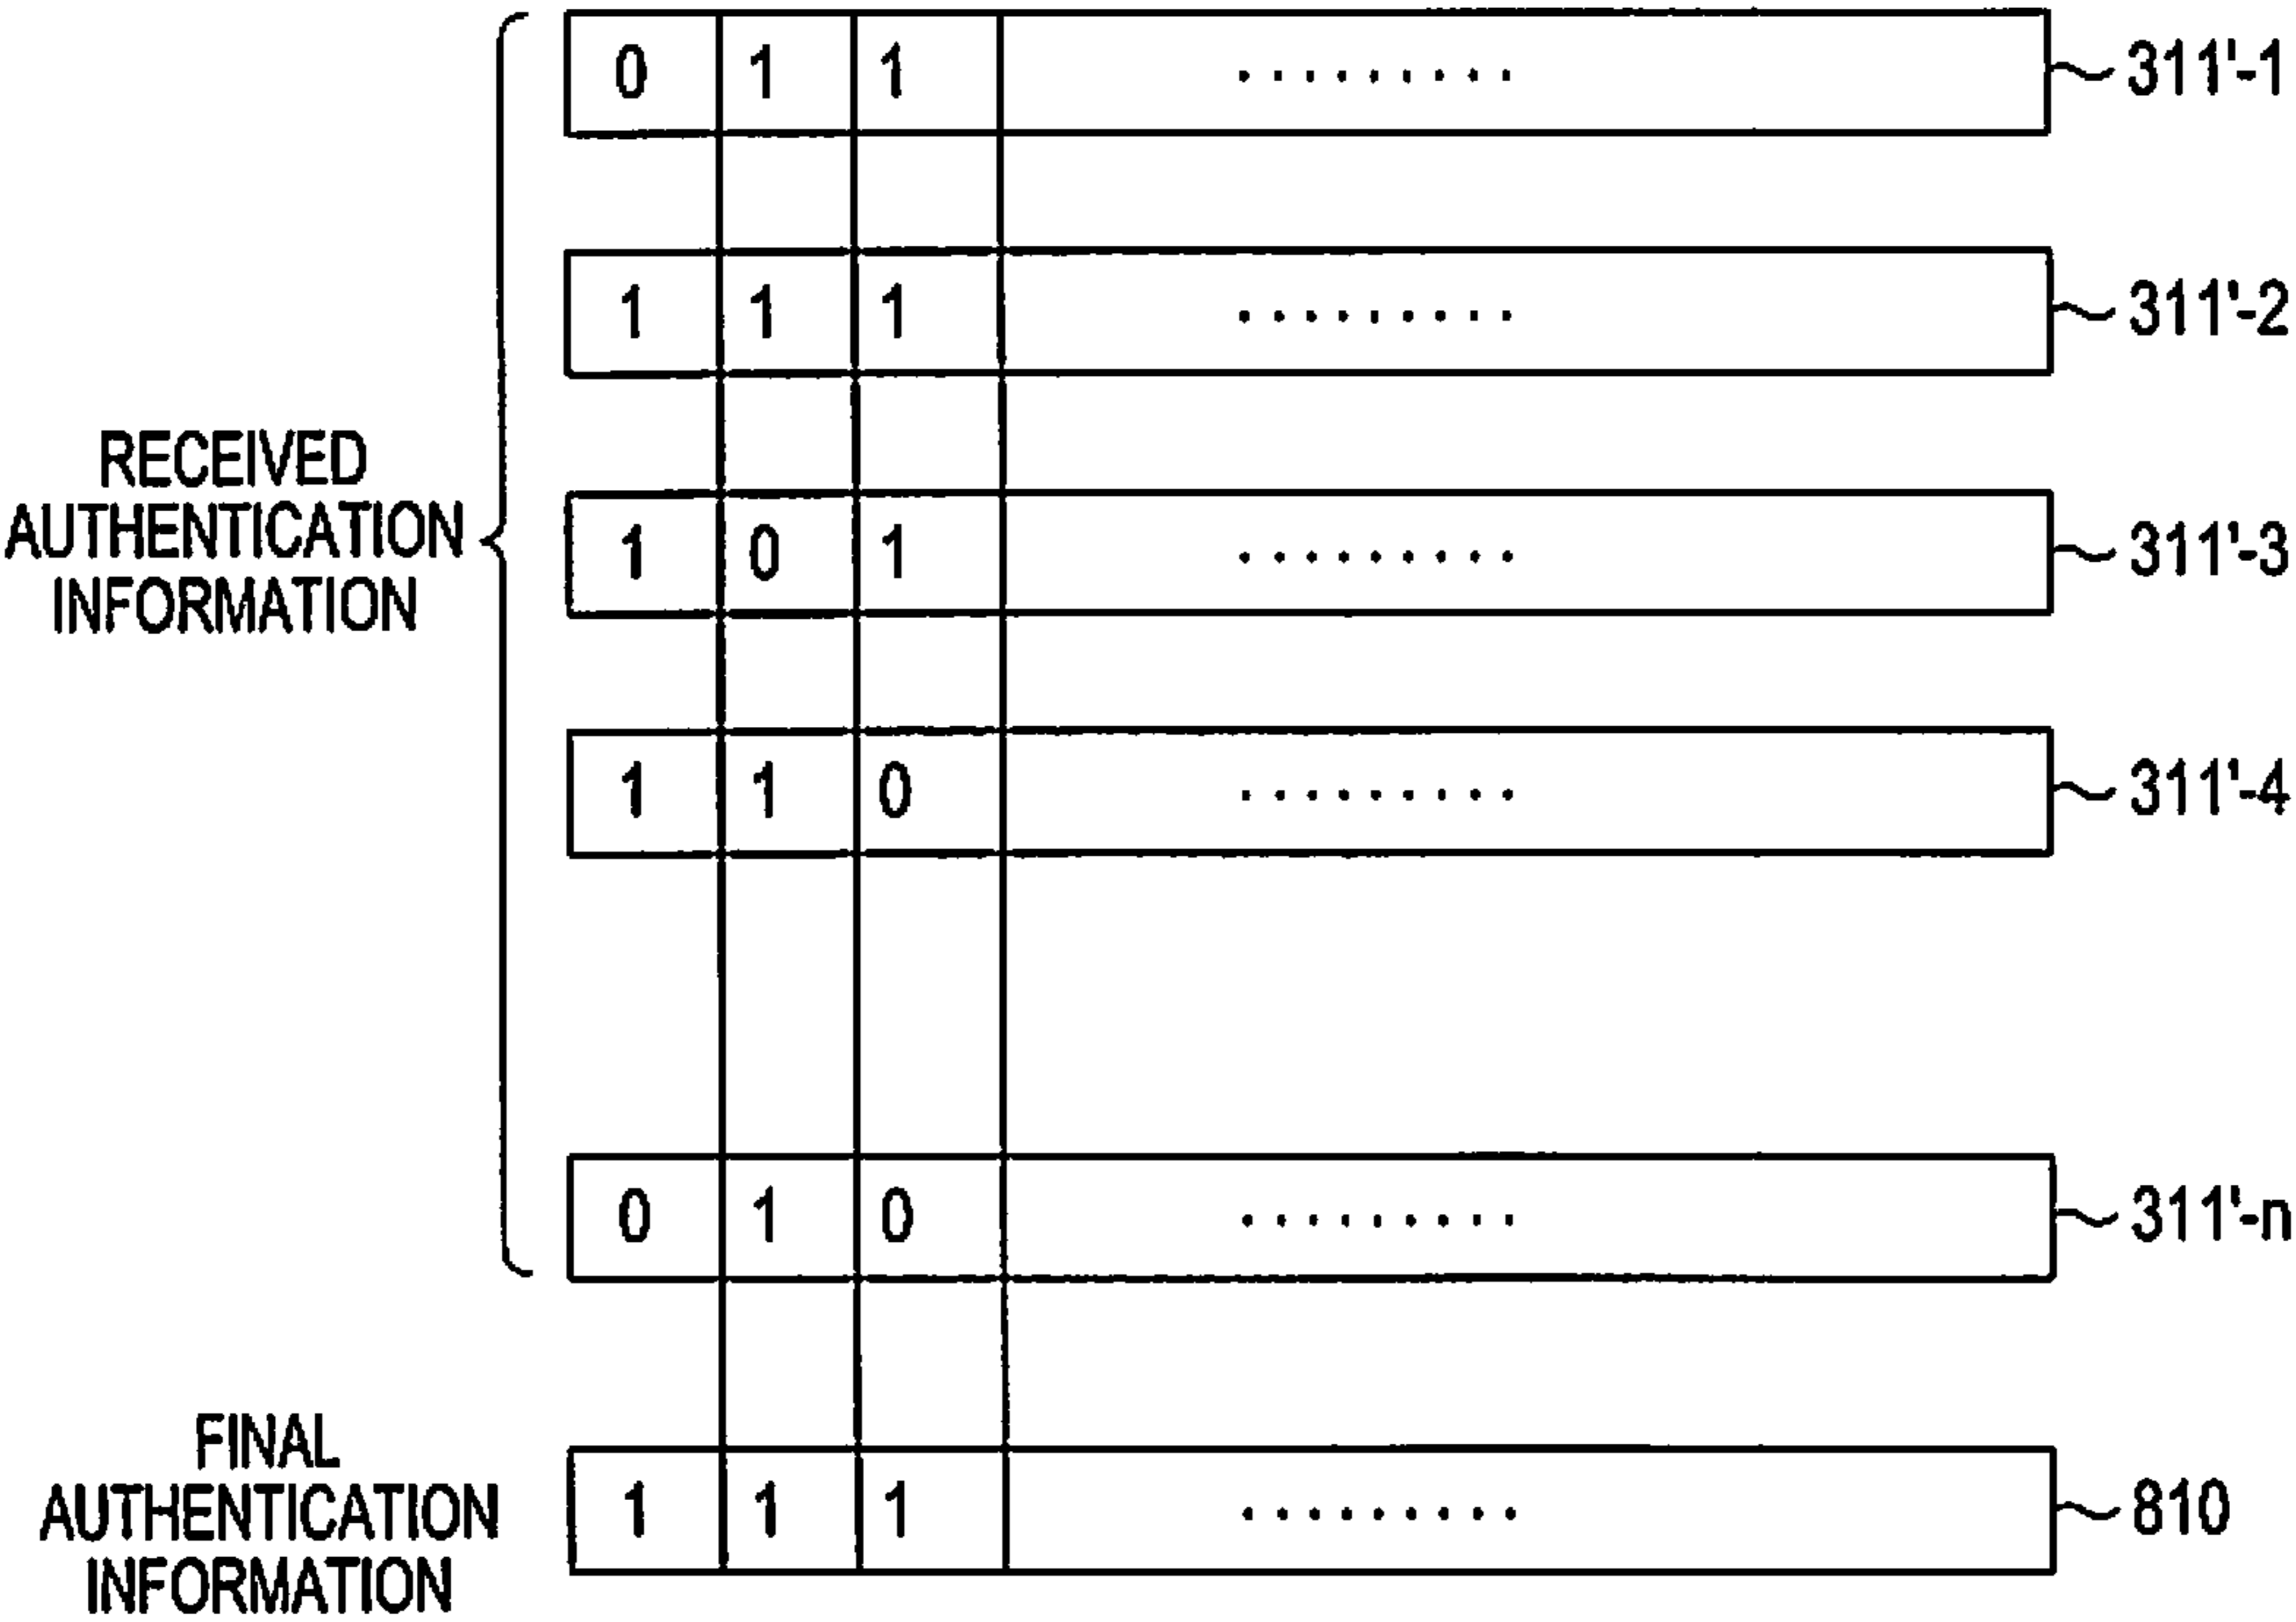 0 1 1 ......... 311'-1
1 1 1 ......... 311'-2
RECEIVED
AUTHENTICATION
INFORMATION
1 0 1 ......... 311'-3
1 1 0 ......... 311'-4
0 1 0 ......... 311'-n
FINAL
AUTHENTICATION
INFORMATION
1 1 1 ......... 810